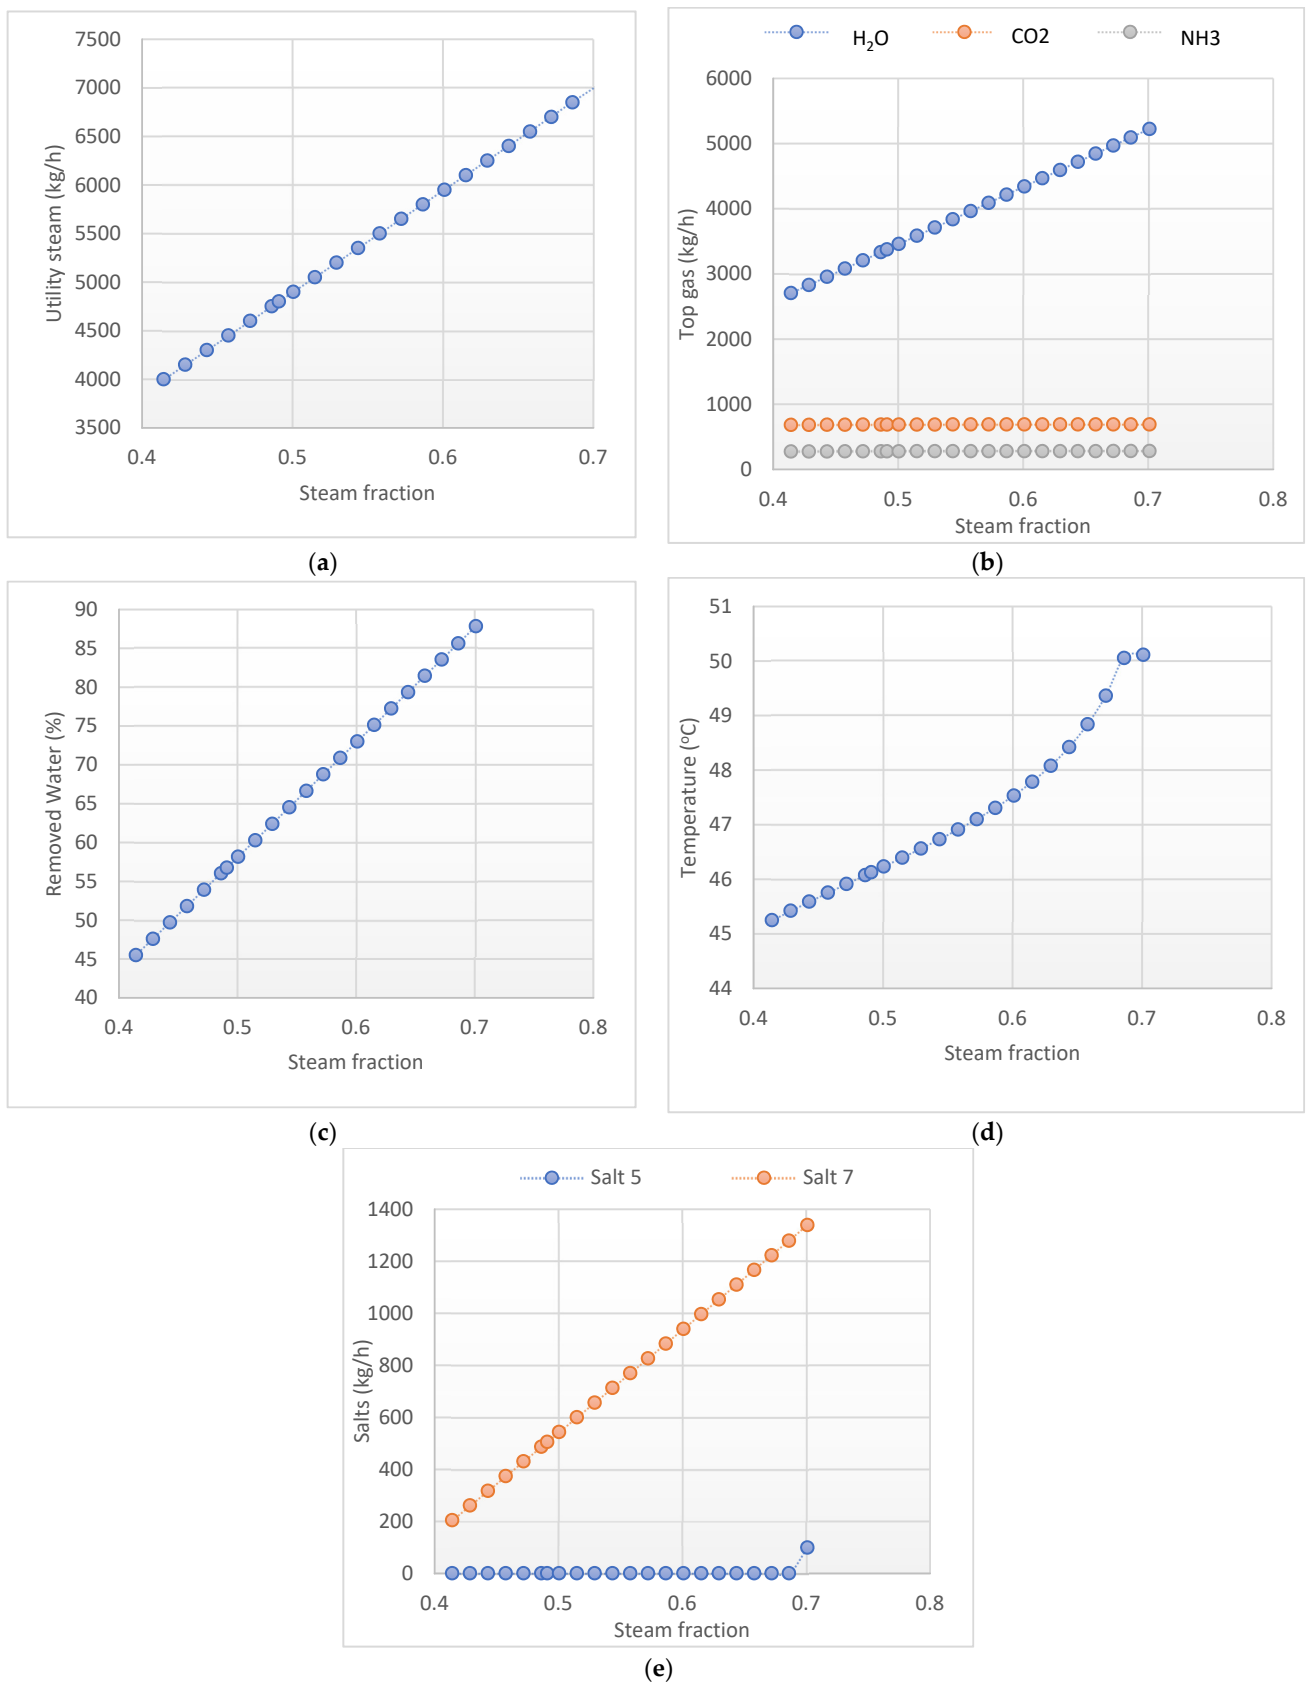 7500
7000
6500
6000
5500
5000
4500
4000
3500
0.4 0.5 0.6 0.7
Utility steam (kg/h)
Steam fraction
(a)
H2O CO2 NH3
6000
5000
4000
3000
2000
1000
0
0.4 0.5 0.6 0.7 0.8
Top gas (kg/h)
Steam fraction
(b)
90
85
80
75
70
65
60
55
50
45
40
0.4 0.5 0.6 0.7 0.8
Removed Water (%)
Steam fraction
(c)
51
50
49
48
47
46
45
44
0.4 0.5 0.6 0.7 0.8
Temperature (oC)
Steam fraction
(d)
Salt 5 Salt 7
1400
1200
1000
800
600
400
200
0
0.4 0.5 0.6 0.7 0.8
Salts (kg/h)
Steam fraction
(e)